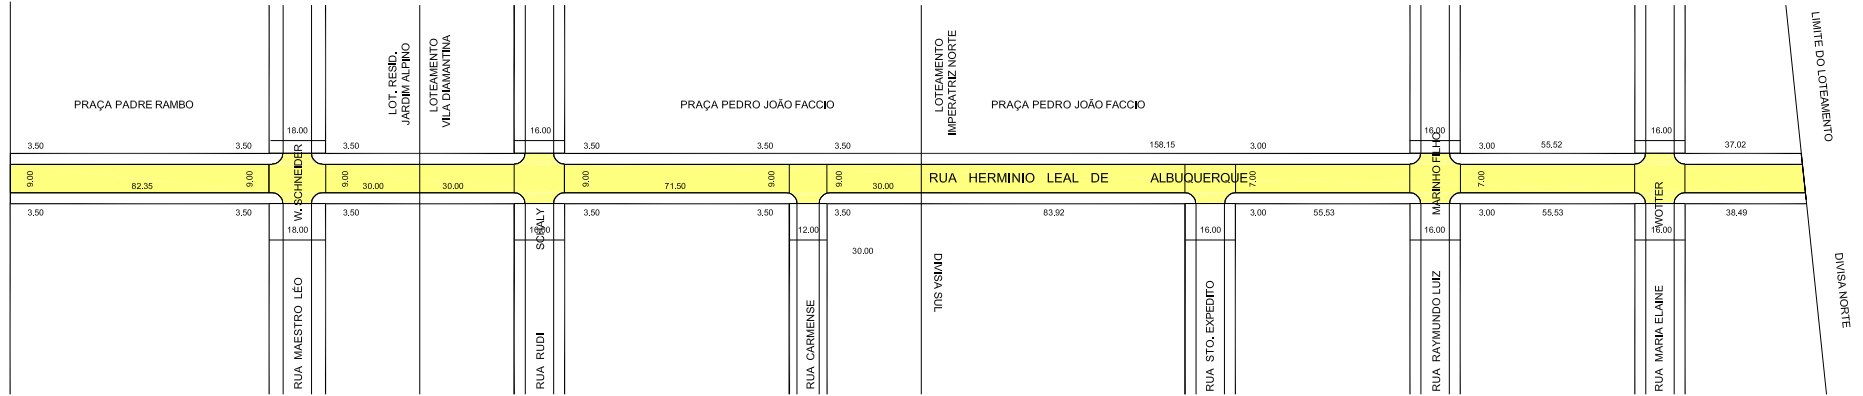 LOT. RESID.
JARDIM ALPINO
LOTEAMENTO
VILA DIAMANTINA
LOTEAMENTO
IMPERATRIZ NORTE
LIMITE DO LOTEAMENTO
PRAÇA PADRE RAMBO
PRAÇA PEDRO JOÃO FACCIO
PRAÇA PEDRO JOÃO FACCIO
18.00
16.00
16.00
16.00
3.50
3.50
3.50
3.50
3.50
3.50
158.15
3.00
3.00
55.52
37.02
9.00
82.35
9.00
9.00
30.00
30.00
9.00
71.50
9.00
9.00
30.00
RUA HERMINIO LEAL DE ALBUQUERQUE
7.00
7.00
3.50
3.50
3.50
3.50
3.50
3.50
83.92
3.00
55.53
3.00
55.53
38.49
18.00
16.00
12.00
16.00
16.00
16.00
30.00
RUA MAESTRO LÉO W. SCHNEIDER
RUA RUDI SCHALY
RUA CARMENSE
DIVISA SUL
RUA STO. EXPEDITO
RUA RAYMUNDO LUIZ MARINHO FILHO
RUA MARIA ELAINE WOTTER
DIVISA NORTE